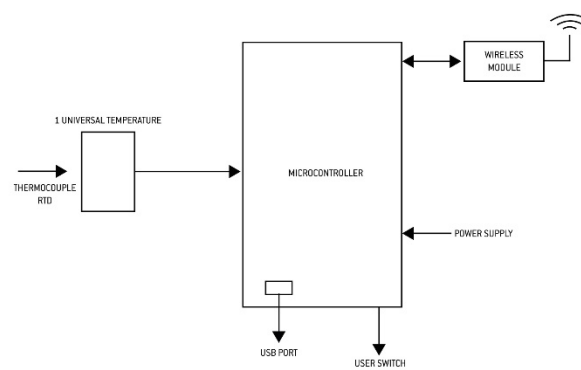 WIRELESS
MODULE
1 UNIVERSAL TEMPERATURE
THERMOCOUPLE
RTD
MICROCONTROLLER
POWER SUPPLY
USB PORT
USER SWITCH